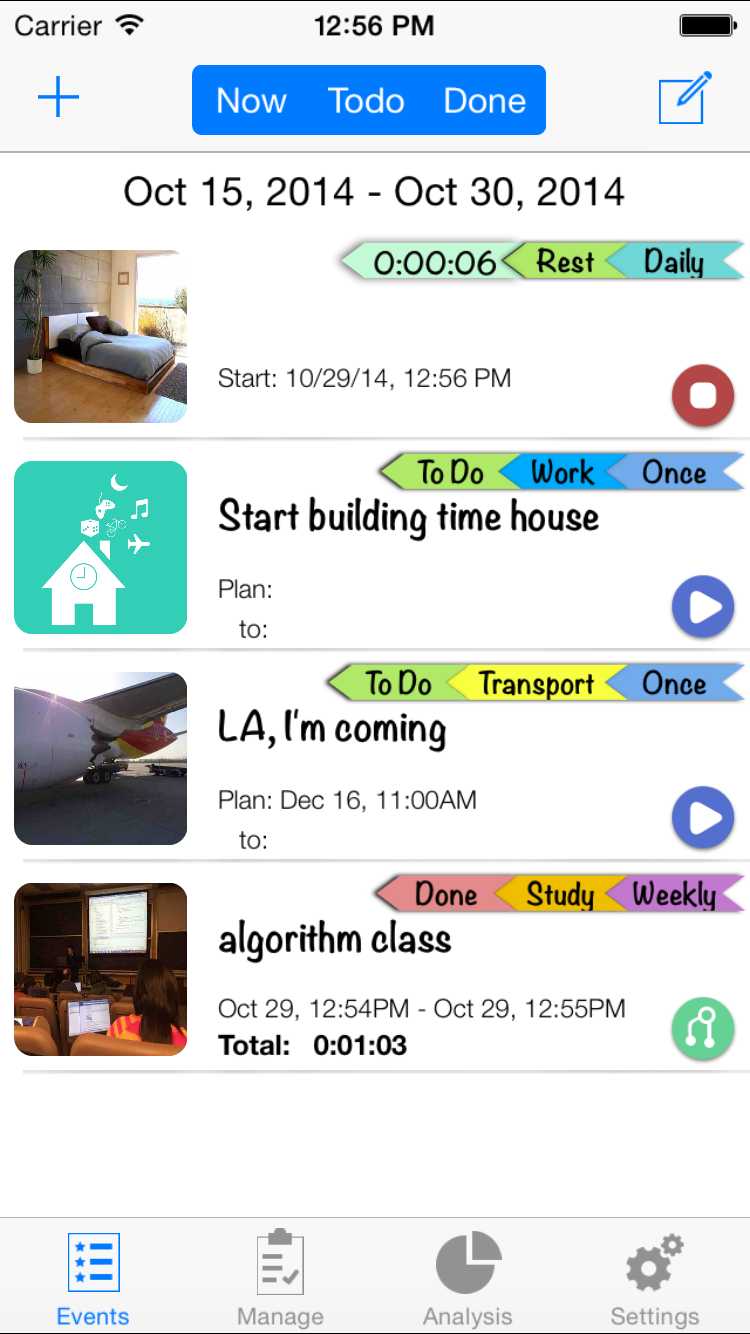 Carrier 12:56 PM
Now Todo Done
Oct 15, 2014 - Oct 30, 2014
0:00:06 Rest Daily
Start: 10/29/14, 12:56 PM
To Do Work Once
Start building time house
Plan:
to:
To Do Transport Once
LA, I'm coming
Plan: Dec 16, 11:00AM
to:
Done Study Weekly
algorithm class
Oct 29, 12:54PM - Oct 29, 12:55PM
Total: 0:01:03
Events Manage Analysis Settings